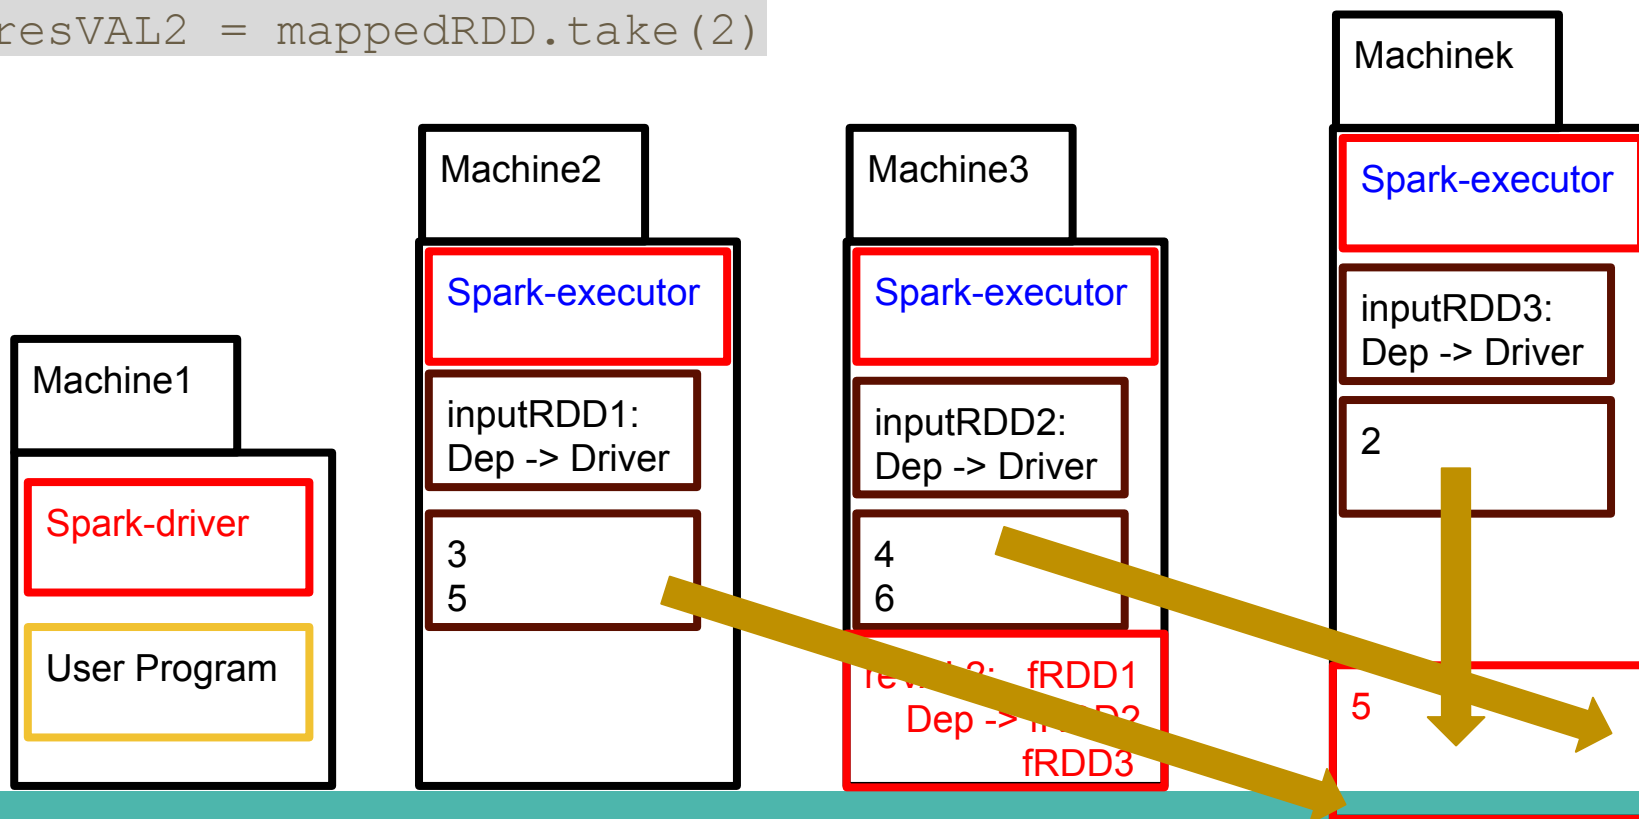 resVAL2 = mappedRDD.take(2)
Machine1
Spark-driver
User Program
Machine2
Spark-executor
inputRDD1:
Dep -> Driver
3
5
Machine3
Spark-executor
inputRDD2:
Dep -> Driver
4
6
fRDD1
Dep -> fRDD2
fRDD3
Machinek
Spark-executor
inputRDD3:
Dep -> Driver
2
5